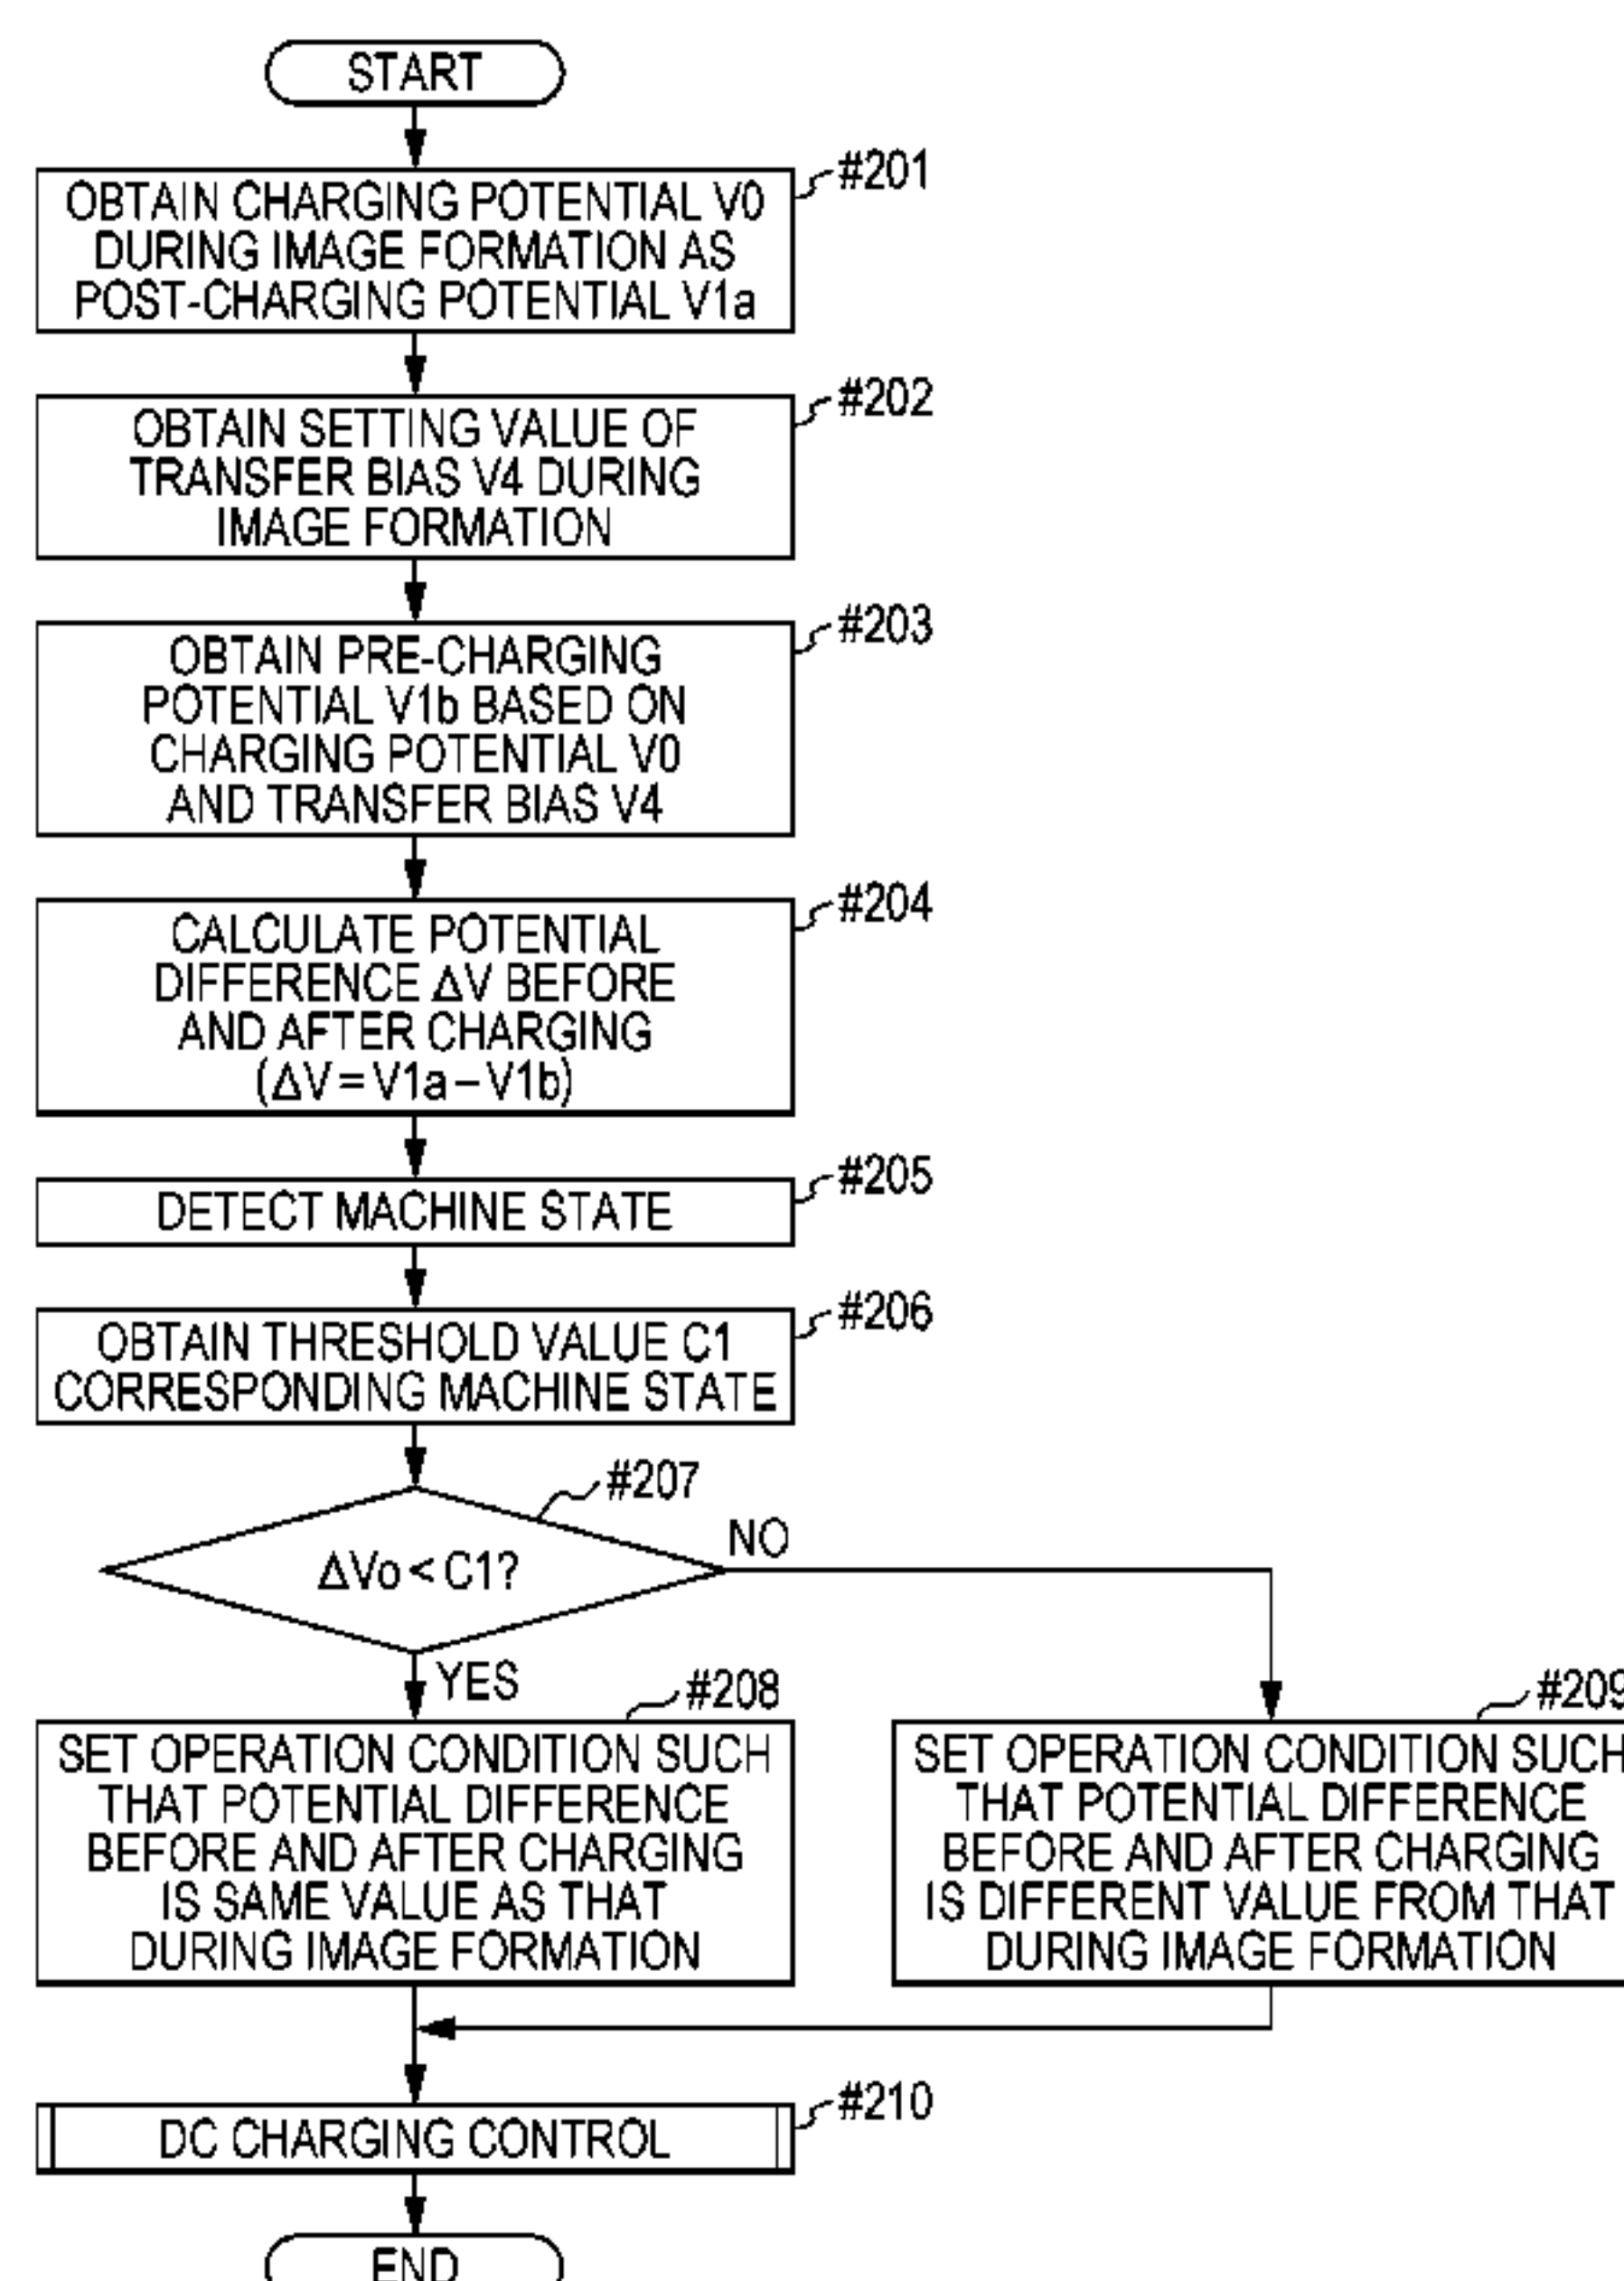 START
#201
OBTAIN CHARGING POTENTIAL V0
DURING IMAGE FORMATION AS
POST-CHARGING POTENTIAL V1a
#202
OBTAIN SETTING VALUE OF
TRANSFER BIAS V4 DURING
IMAGE FORMATION
#203
OBTAIN PRE-CHARGING
POTENTIAL V1b BASED ON
CHARGING POTENTIAL V0
AND TRANSFER BIAS V4
#204
CALCULATE POTENTIAL
DIFFERENCE ΔV BEFORE
AND AFTER CHARGING
(ΔV = V1a – V1b)
#205
DETECT MACHINE STATE
#206
OBTAIN THRESHOLD VALUE C1
CORRESPONDING MACHINE STATE
#207
ΔVo < C1?
NO
YES
#208
SET OPERATION CONDITION SUCH
THAT POTENTIAL DIFFERENCE
BEFORE AND AFTER CHARGING
IS SAME VALUE AS THAT
DURING IMAGE FORMATION
#209
SET OPERATION CONDITION SUCH
THAT POTENTIAL DIFFERENCE
BEFORE AND AFTER CHARGING
IS DIFFERENT VALUE FROM THAT
DURING IMAGE FORMATION
#210
DC CHARGING CONTROL
END